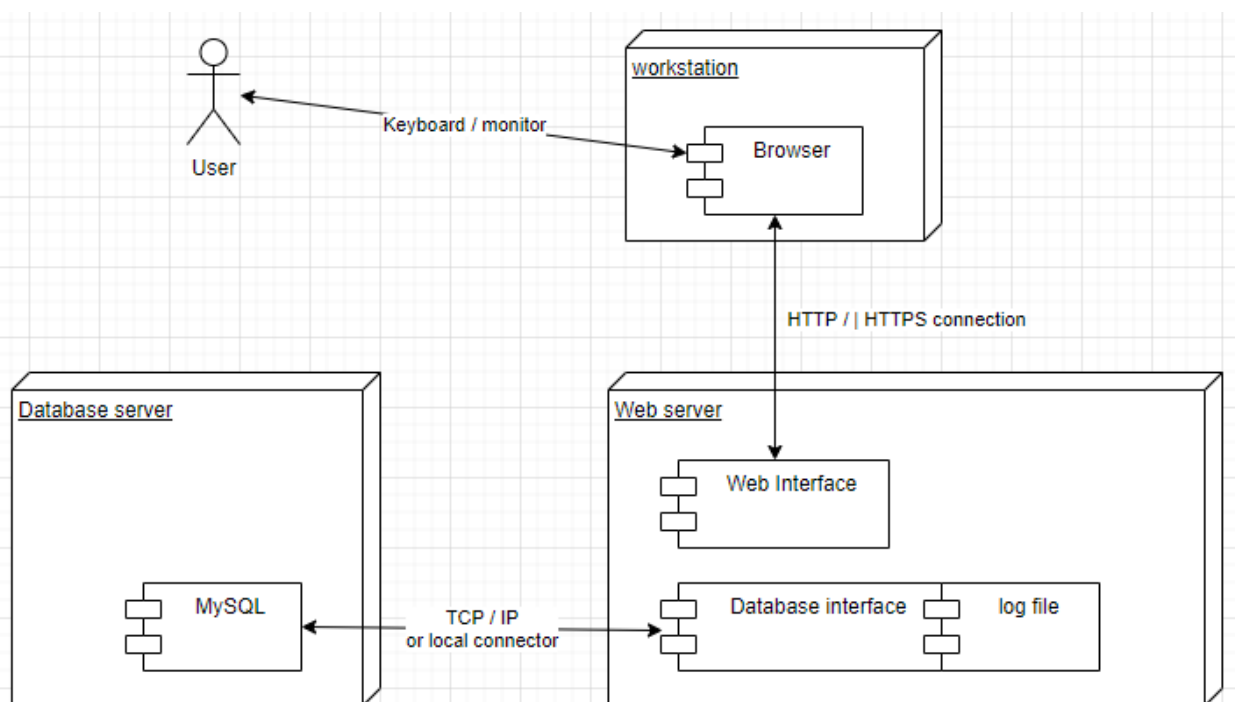 workstation
Keyboard / monitor
Browser
User
HTTP / | HTTPS connection
Database server
Web server
Web Interface
MySQL
TCP / IP
or local connector
Database interface
log file